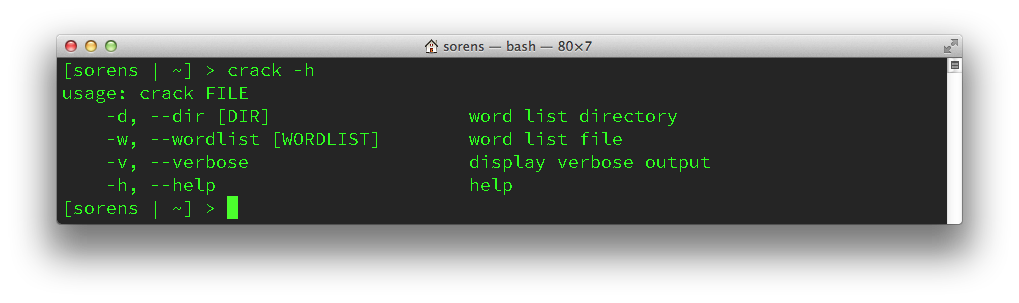 sorens — bash — 80×7
[sorens | ~] > crack -h
usage: crack FILE
    -d, --dir [DIR]                  word list directory
    -w, --wordlist [WORDLIST]        word list file
    -v, --verbose                    display verbose output
    -h, --help                       help
[sorens | ~] >